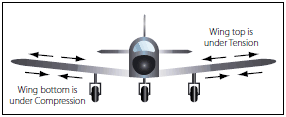 Wing top is
under Tension
Wing bottom is
under Compression